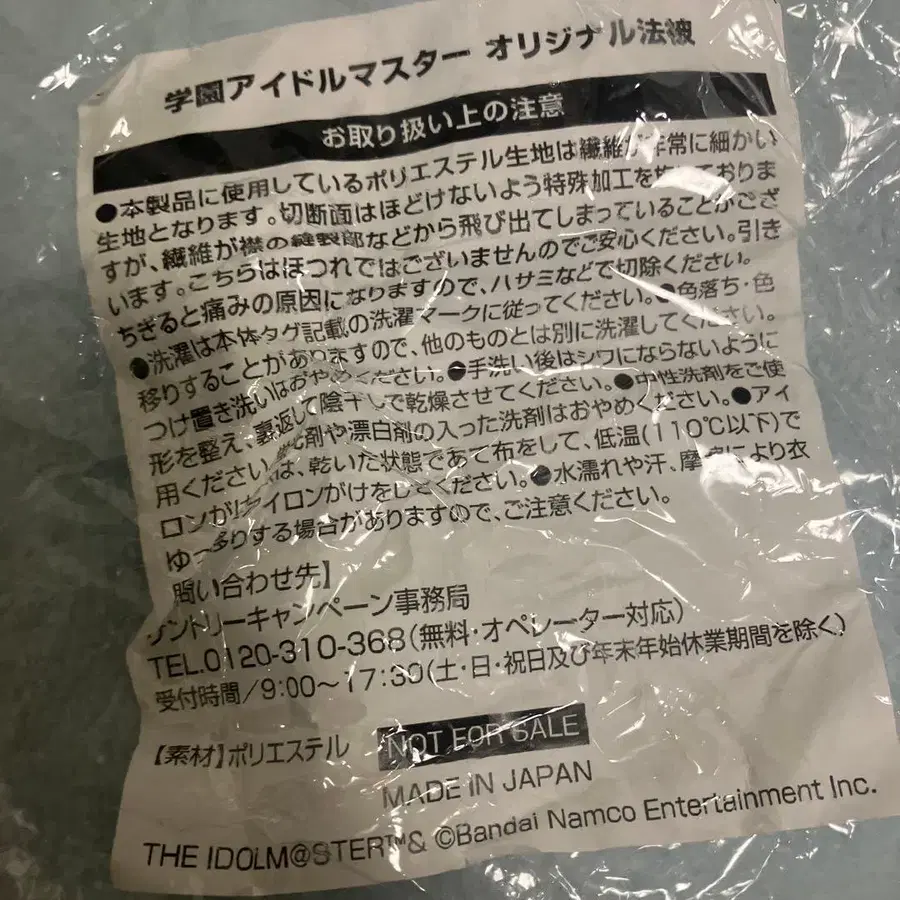 学園アイドルマスター オリジナル法被
お取り扱い上の注意
●本製品に使用しているポリエステル生地は繊維が非常に細かい
生地となります。切断面はほどけないよう特殊加工を施しておりま
すが、繊維が襟の縫製部などから飛び出てしまっていることがござ
います。こちらはほつれではございませんのでご安心ください。引き
ちぎると痛みの原因になりますので、ハサミなどで切除ください。
●洗濯は本体タグ記載の洗濯マークに従ってください。●色落ち・色
移りすることがありますので、他のものとは別に洗濯してください。
つけ置き洗いはおやめください。●手洗い後はシワにならないように
形を整え、裏返して陰干しで乾燥させてください。●中性洗剤をご使
用ください。 剤や漂白剤の入った洗剤はおやめください。●アイ
ロンが は、乾いた状態であて布をして、低温(110℃以下)で
イロンがけをしてください。●水濡れや汗、摩 により衣
移りする場合がありますので、ご注意ください。
問い合わせ先】
ントリーキャンペーン事務局
TEL.0120-310-368(無料・オペレーター対応)
受付時間/9:00～17:30(土・日・祝日及び年末年始休業期間を除く)
【素材】ポリエステル NOT FOR SALE
MADE IN JAPAN
THE IDOLM@STER™& ©Bandai Namco Entertainment Inc.